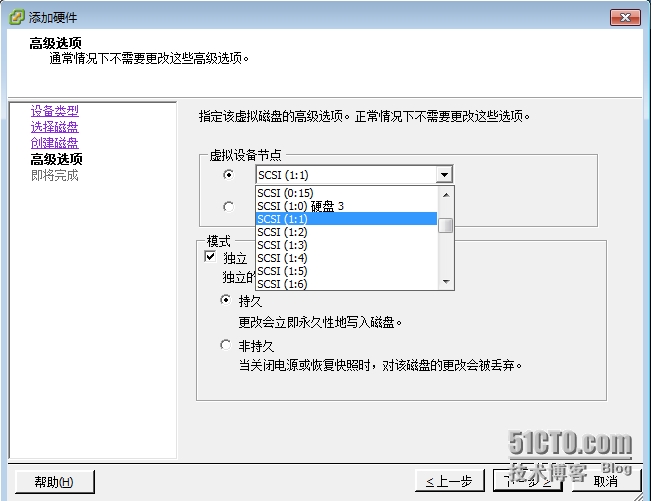 添加硬件
高级选项
通常情况下不需要更改这些高级选项。
设备类型
选择磁盘
创建磁盘
高级选项
即将完成
指定该虚拟磁盘的高级选项。正常情况下不需要更改这些选项。
虚拟设备节点
SCSI (1:1)
SCSI (0:15)
SCSI (1:0) 硬盘 3
SCSI (1:1)
SCSI (1:2)
SCSI (1:3)
SCSI (1:4)
SCSI (1:5)
SCSI (1:6)
模式
独立
独立的
持久
更改会立即永久性地写入磁盘。
非持久
当关闭电源或恢复快照时，对该磁盘的更改会被丢弃。
51CTO.com
技术博客 Blog
帮助(H)
< 上一步
下一步 >
取消